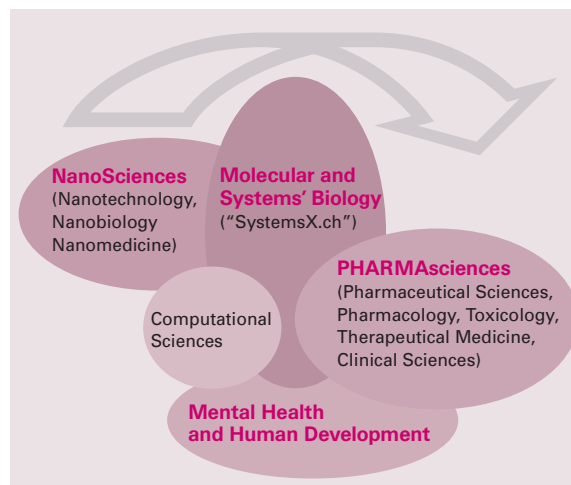 NanoSciences
(Nanotechnology,
Nanobiology
Nanomedicine)
Molecular and
Systems’ Biology
(“SystemsX.ch”)
PHARMAsciences
(Pharmaceutical Sciences,
Pharmacology, Toxicology,
Therapeutical Medicine,
Clinical Sciences)
Computational
Sciences
Mental Health
and Human Development